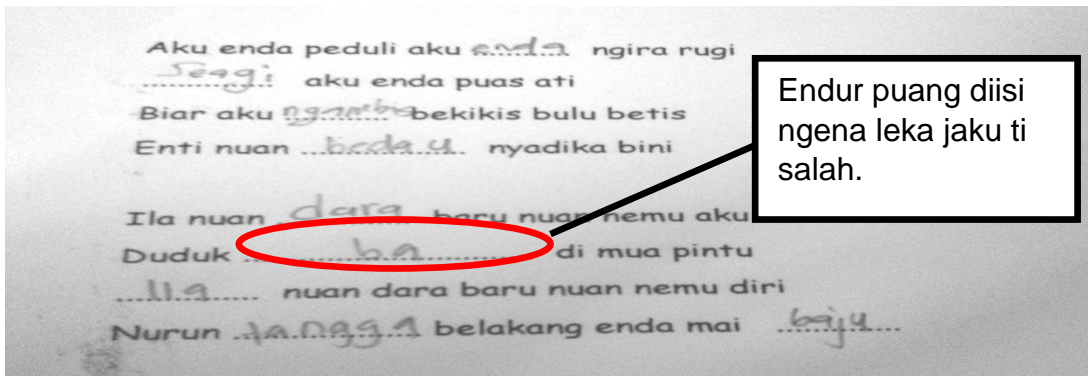 Aku enda peduli aku enda ngira rugi
Seagi aku enda puas ati
Biar aku ngambia bekikis bulu betis
Enti nuan beda u nyadika bini
Ila nuan dara baru nuan nemu aku
Duduk ba di mua pintu
Ila nuan dara baru nuan nemu diri
Nurun tangga belakang enda mai baju
Endur puang diisi
ngena leka jaku ti
salah.